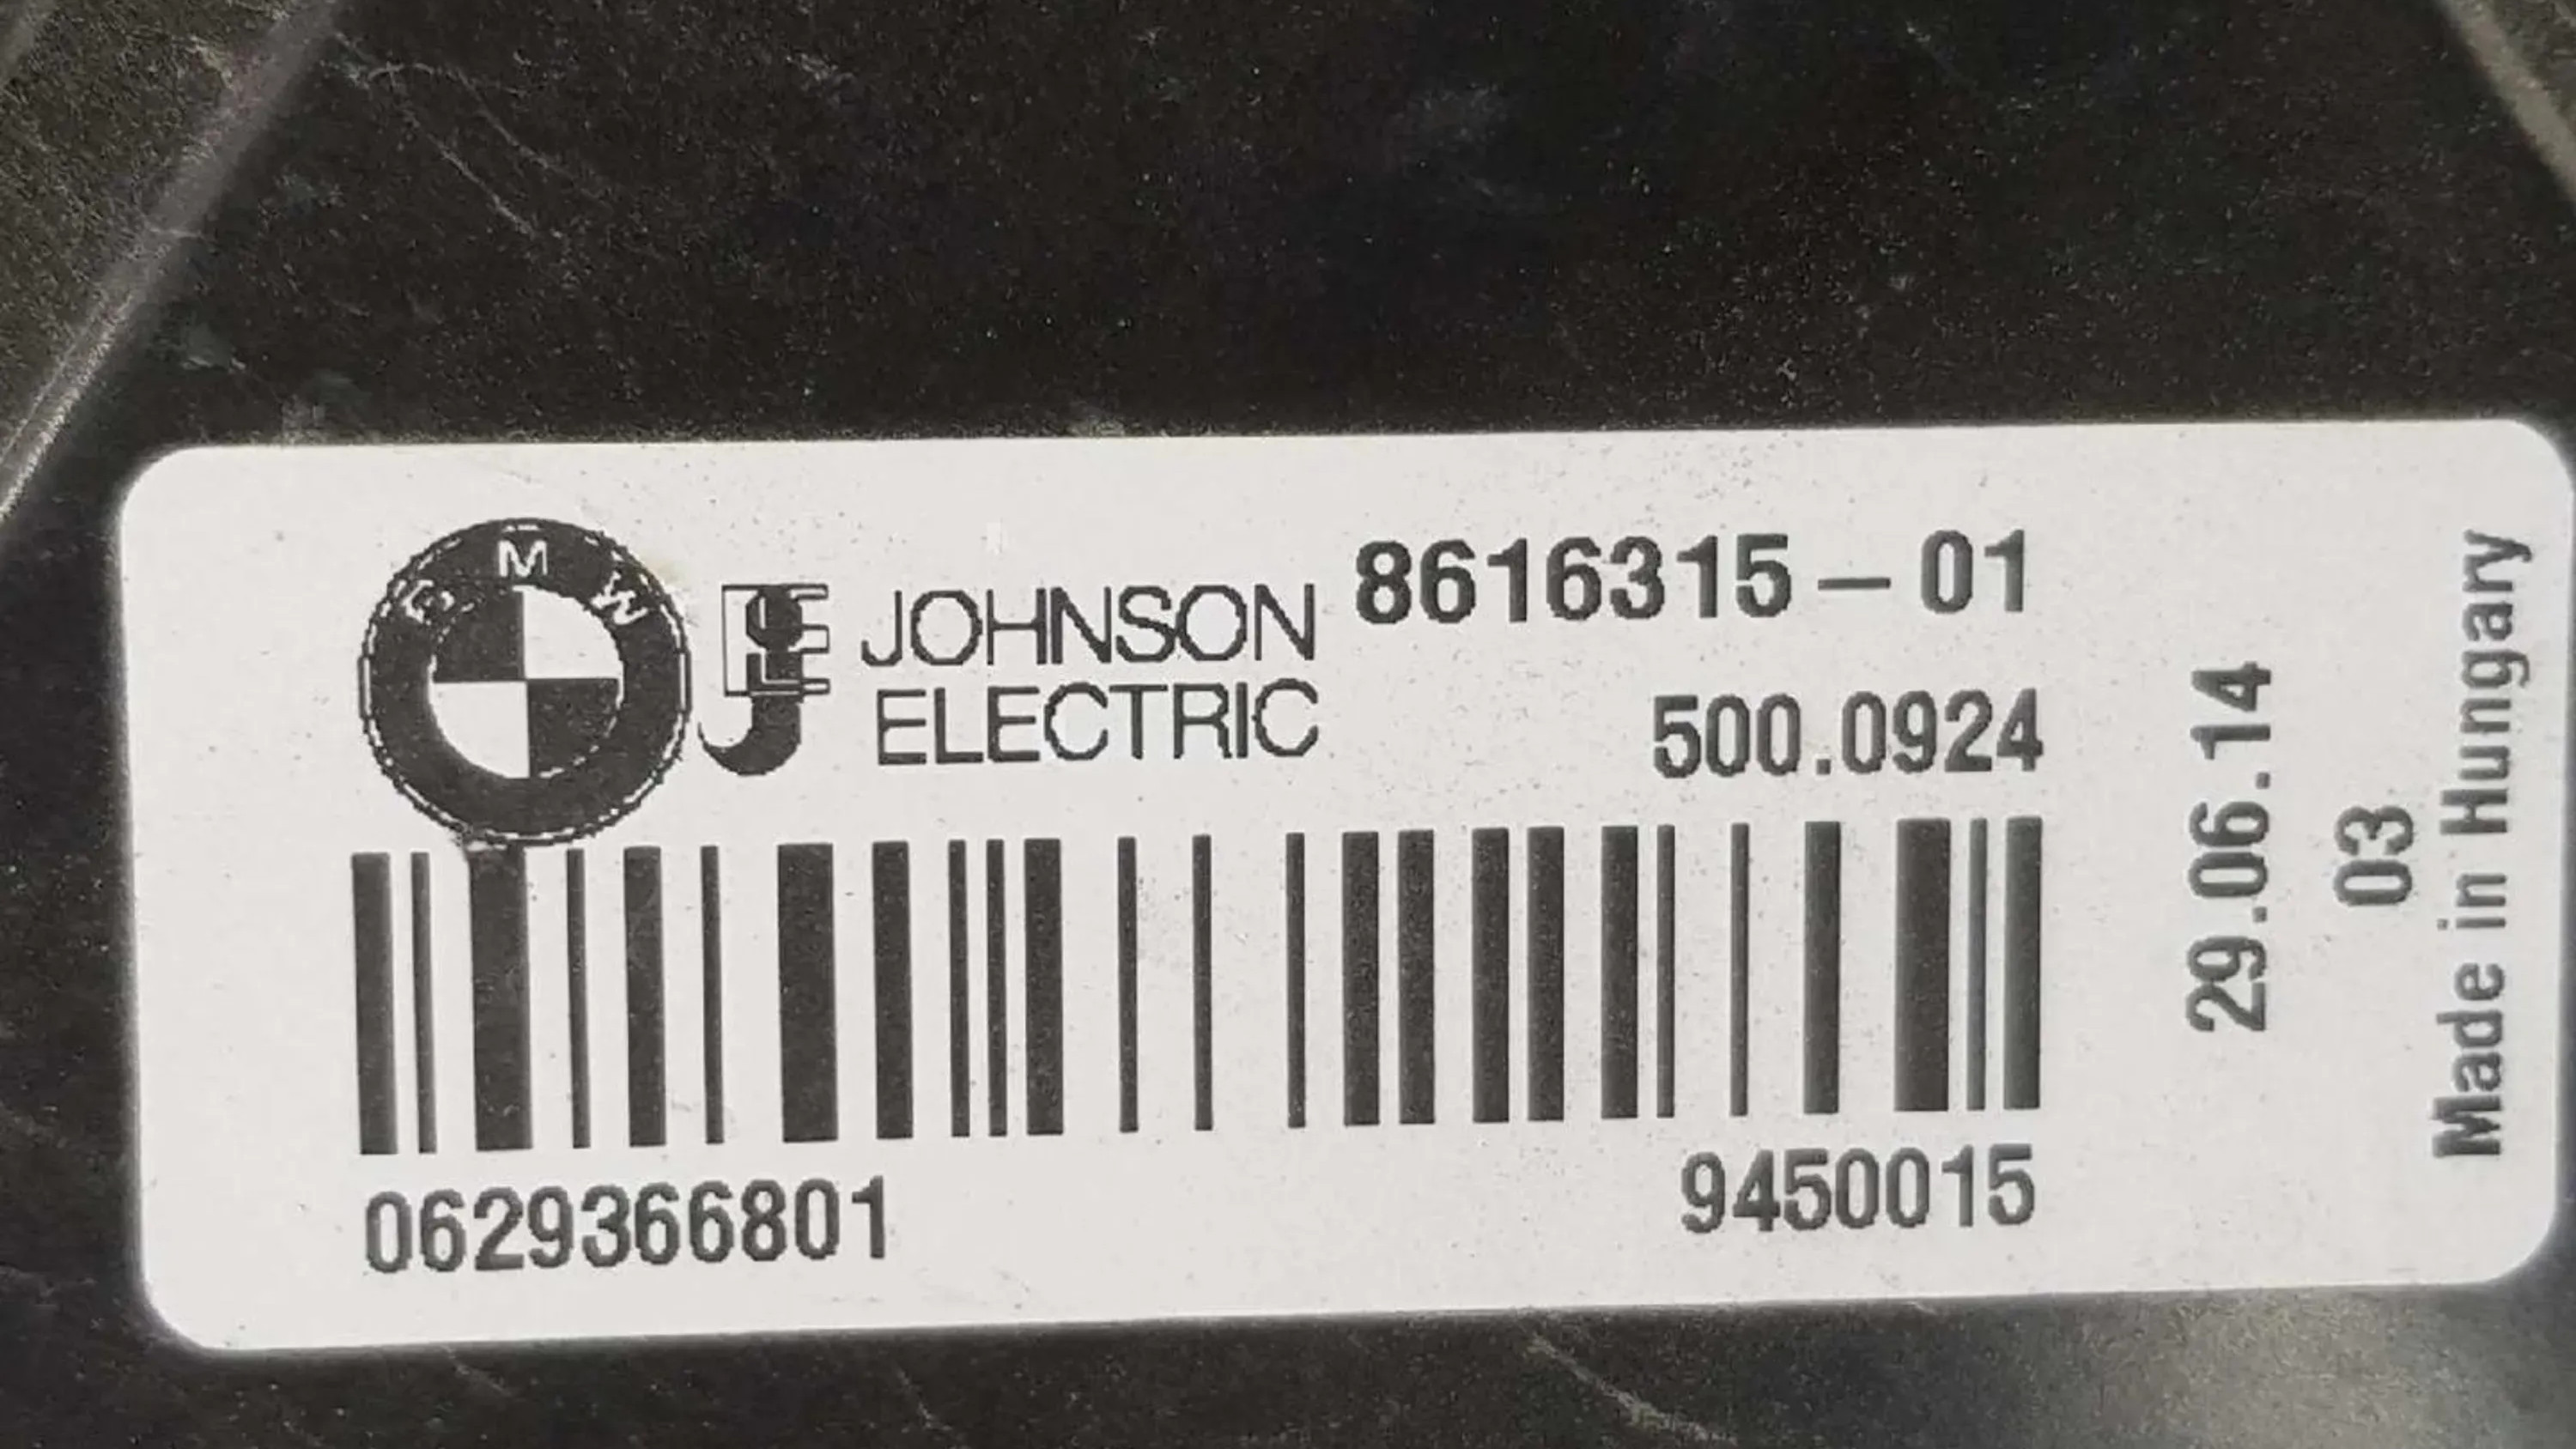 BMW
JOHNSON
ELECTRIC
8616315-01
500.0924
0629366801
9450015
29.06.14
03
Made in Hungary